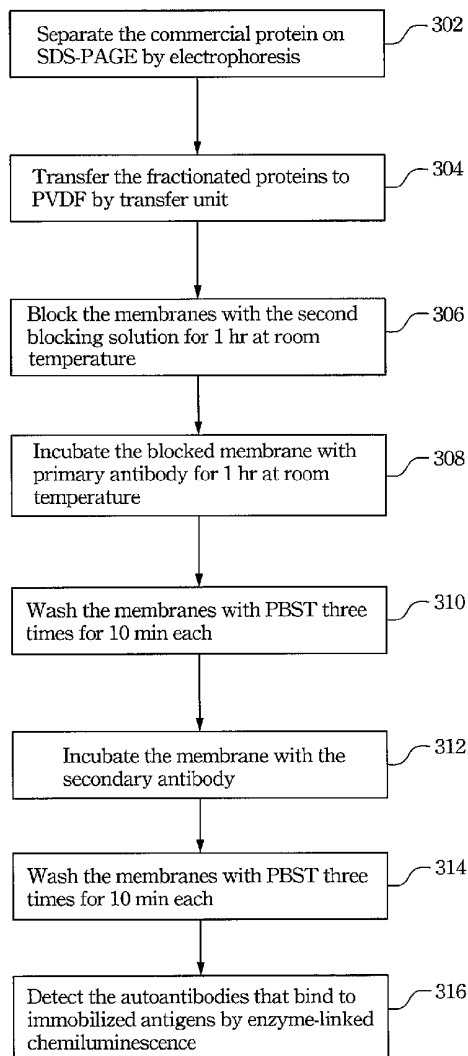 Separate the commercial protein on
SDS-PAGE by electrophoresis
302
Transfer the fractionated proteins to
PVDF by transfer unit
304
Block the membranes with the second
blocking solution for 1 hr at room
temperature
306
Incubate the blocked membrane with
primary antibody for 1 hr at room
temperature
308
Wash the membranes with PBST three
times for 10 min each
310
Incubate the membrane with the
secondary antibody
312
Wash the membranes with PBST three
times for 10 min each
314
Detect the autoantibodies that bind to
immobilized antigens by enzyme-linked
chemiluminescence
316